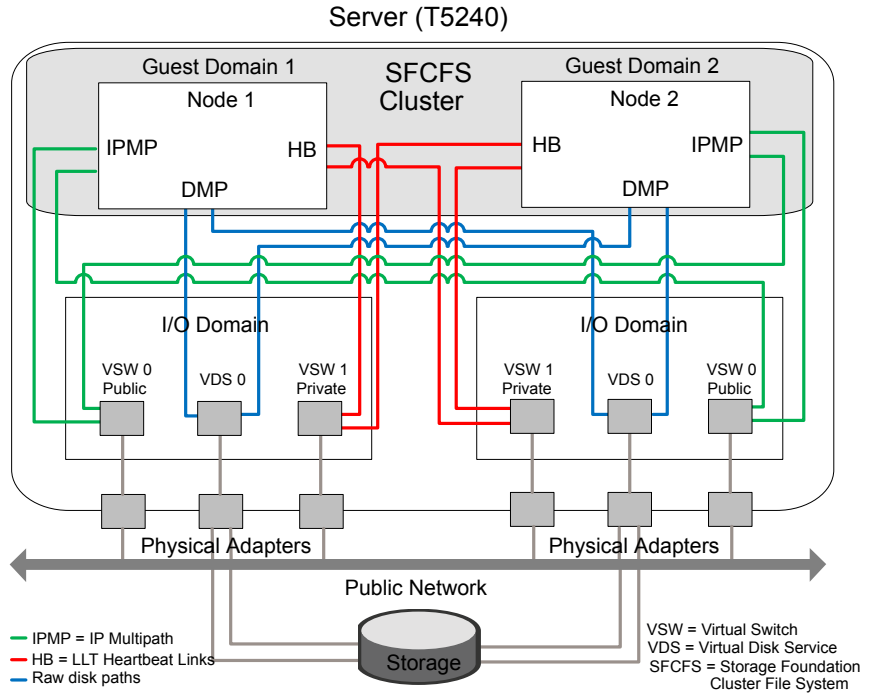 Server (T5240)
Guest Domain 1
SFCFS
Cluster
Guest Domain 2
Node 1
Node 2
IPMP
HB
DMP
HB
IPMP
DMP
I/O Domain
I/O Domain
VSW 0
Public
VDS 0
VSW 1
Private
VSW 1
Private
VDS 0
VSW 0
Public
Physical Adapters
Physical Adapters
Public Network
Storage
IPMP = IP Multipath
HB = LLT Heartbeat Links
Raw disk paths
VSW = Virtual Switch
VDS = Virtual Disk Service
SFCFS = Storage Foundation
Cluster File System